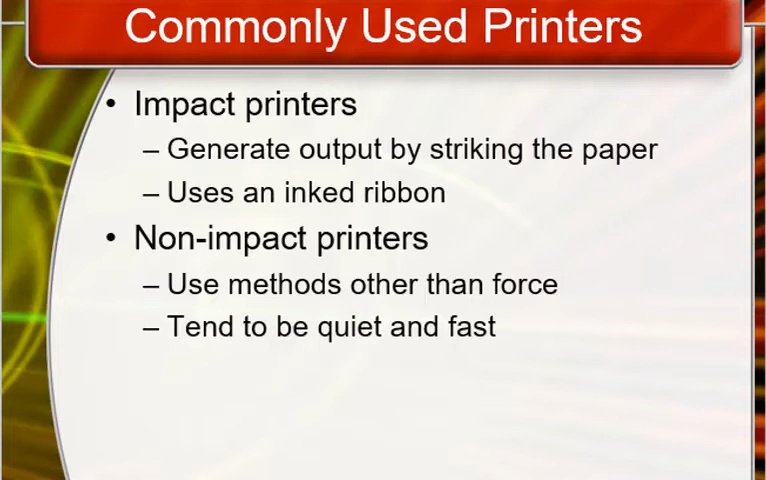 Commonly Used Printers
• Impact printers
– Generate output by striking the paper
– Uses an inked ribbon
• Non-impact printers
– Use methods other than force
– Tend to be quiet and fast